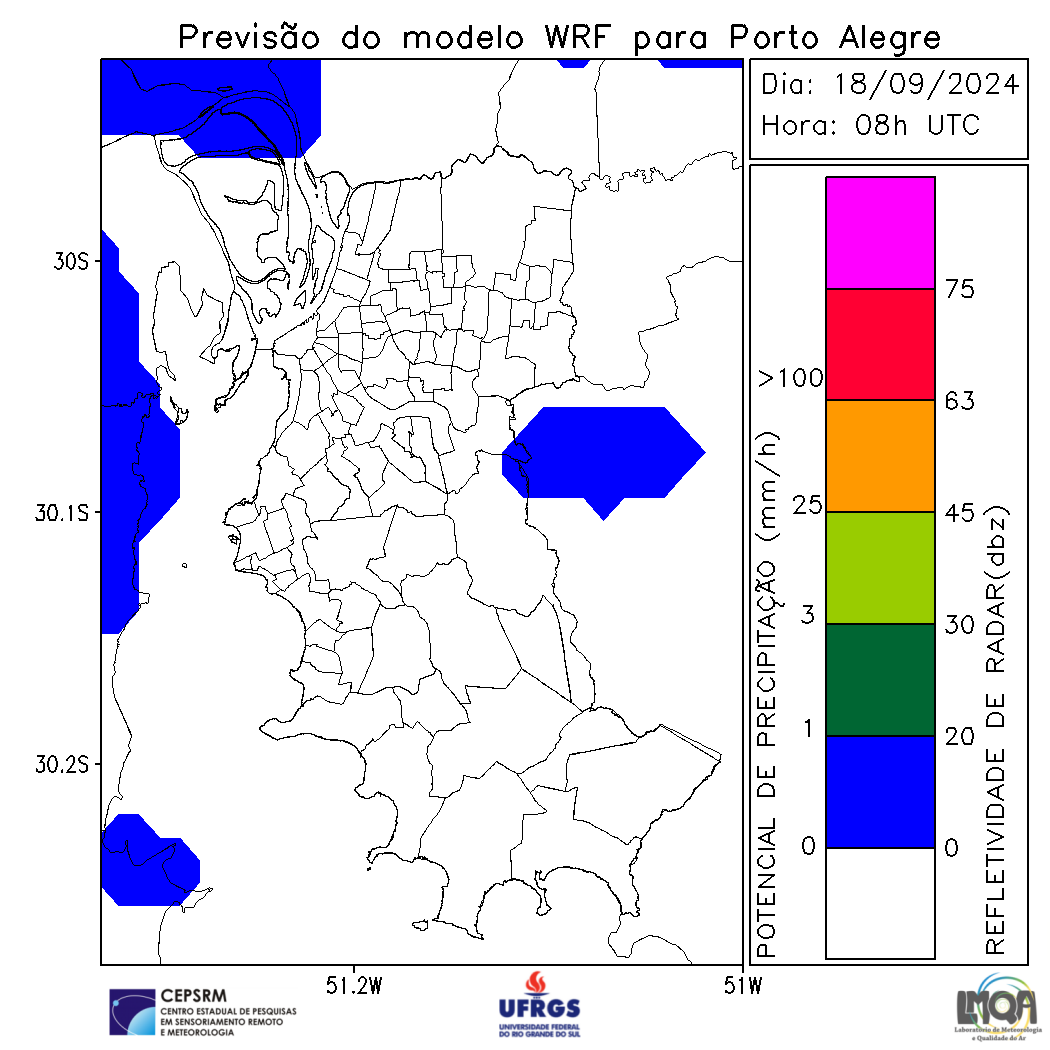 Previsão do modelo WRF para Porto Alegre
Dia: 18/09/2024
Hora: 08h UTC
30S
30.1S
30.2S
51.2W
51W
POTENCIAL DE PRECIPITAÇÃO (mm/h)
>100
25
3
1
0
75
63
45
30
20
0
REFLETIVIDADE DE RADAR(dbz)
CEPSRM
CENTRO ESTADUAL DE PESQUISAS
EM SENSORIAMENTO REMOTO
E METEOROLOGIA
UFRGS
UNIVERSIDADE FEDERAL
DO RIO GRANDE DO SUL
LMQA
Laboratório de Meteorologia
e Qualidade do Ar